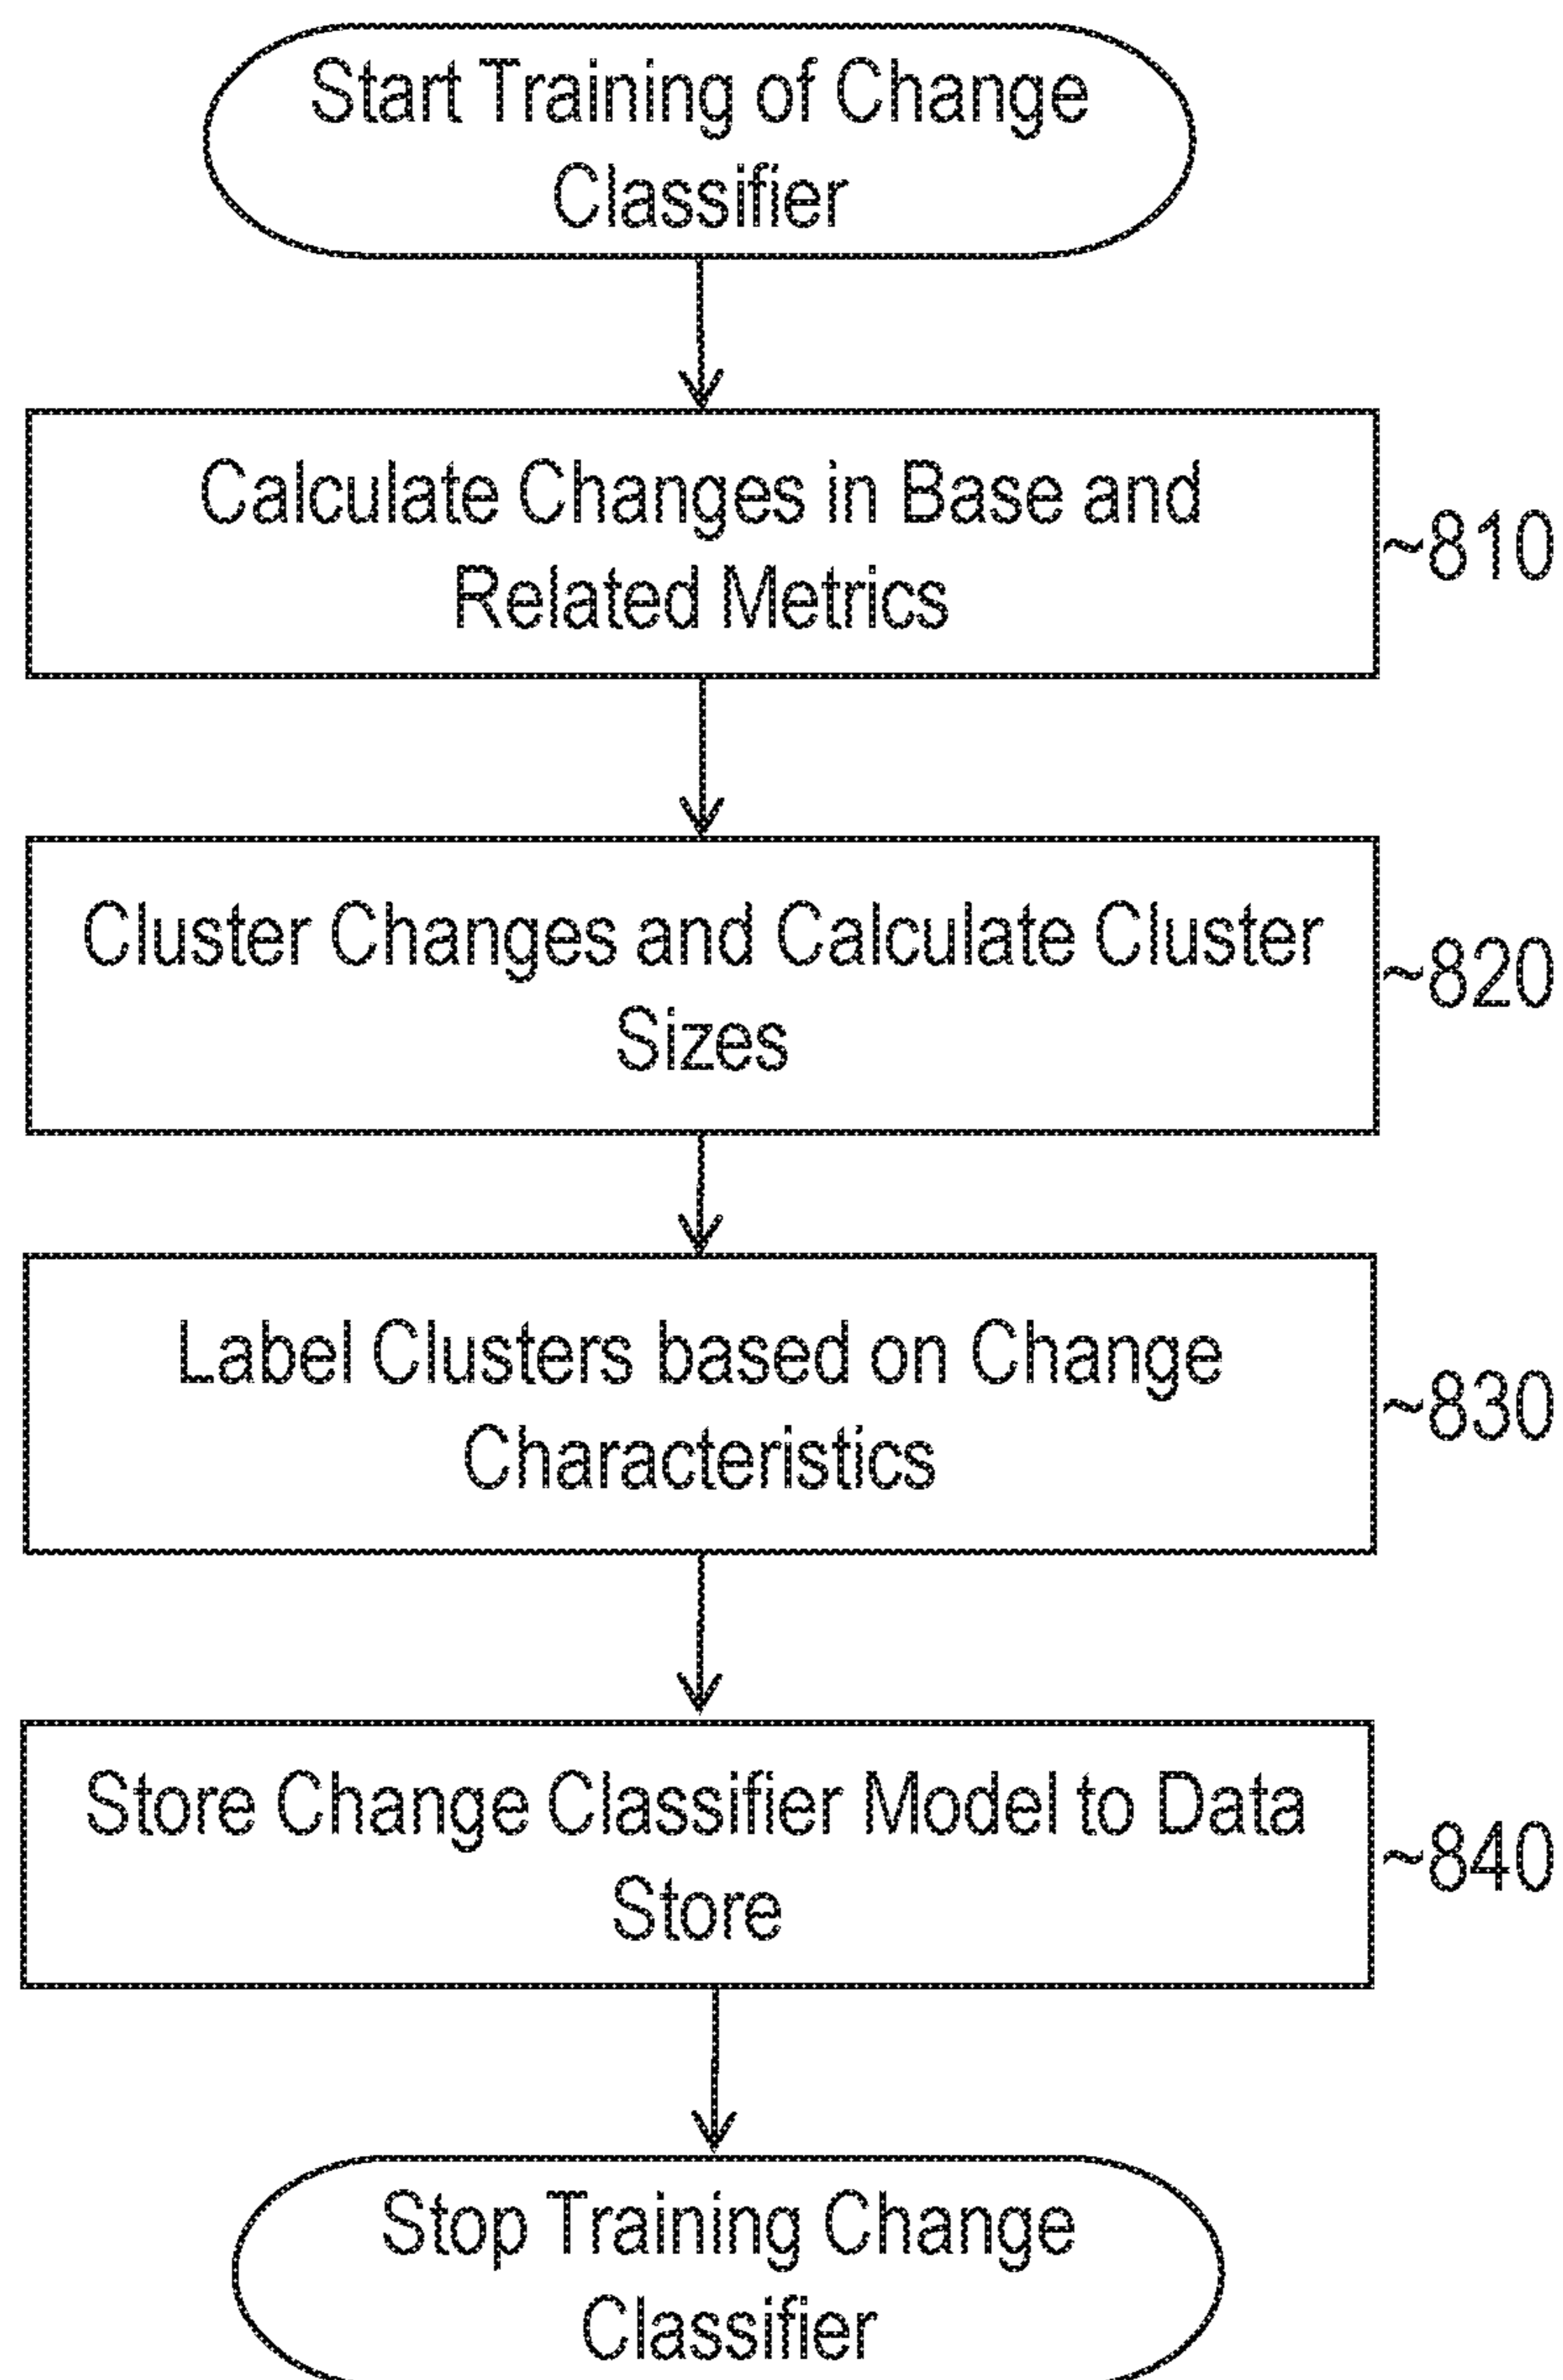 Start Training of Change
Classifier
Calculate Changes in Base and
Related Metrics
~810
Cluster Changes and Calculate Cluster
Sizes
~820
Label Clusters based on Change
Characteristics
~830
Store Change Classifier Model to Data
Store
~840
Stop Training Change
Classifier